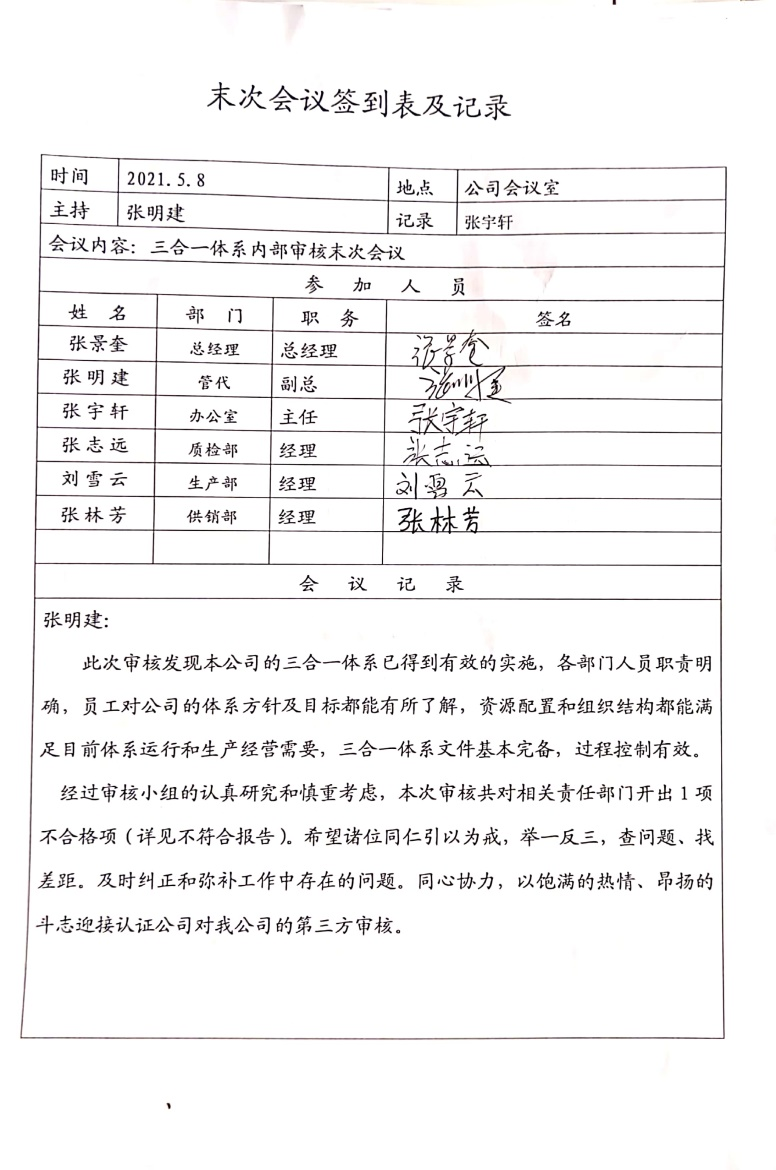 末次会议签到表及记录
时间 2021.5.8 地点 公司会议室
主持 张明建 记录 张宇轩
会议内容：三合一体系内部审核末次会议
参 加 人 员
姓 名 部 门 职 务 签名
张景奎 总经理 总经理 张景奎
张明建 管代 副总 张明建
张宇轩 办公室 主任 张宇轩
张志远 质检部 经理 张志远
刘雪云 生产部 经理 刘雪云
张林芳 供销部 经理 张林芳
会 议 记 录
张明建：
此次审核发现本公司的三合一体系已得到有效的实施，各部门人员职责明
确，员工对公司的体系方针及目标都能有所了解，资源配置和组织结构都能满
足目前体系运行和生产经营需要，三合一体系文件基本完备，过程控制有效。
经过审核小组的认真研究和慎重考虑，本次审核共对相关责任部门开出 1 项
不合格项（详见不符合报告）。希望诸位同仁引以为戒，举一反三，查问题、找
差距。及时纠正和弥补工作中存在的问题。同心协力，以饱满的热情、昂扬的
斗志迎接认证公司对我公司的第三方审核。